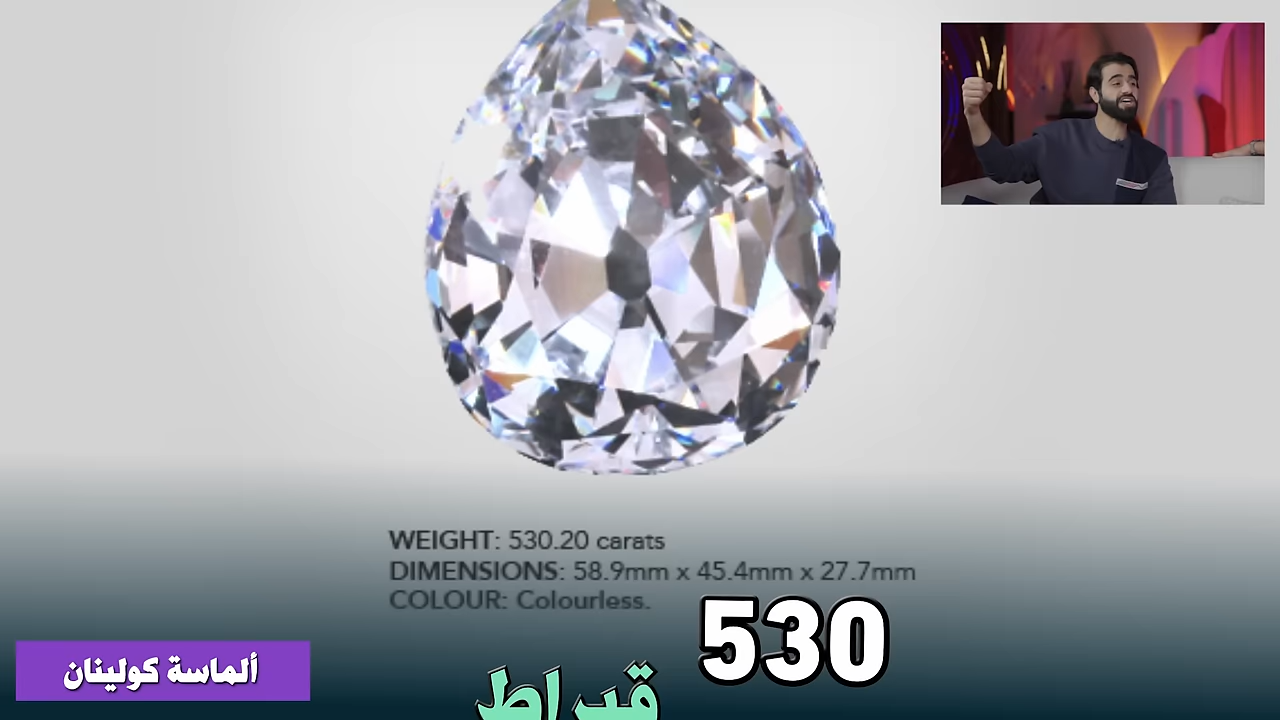 WEIGHT: 530.20 carats
DIMENSIONS: 58.9mm x 45.4mm x 27.7mm
COLOUR: Colourless.
530
قيراط
ألماسة كولينان